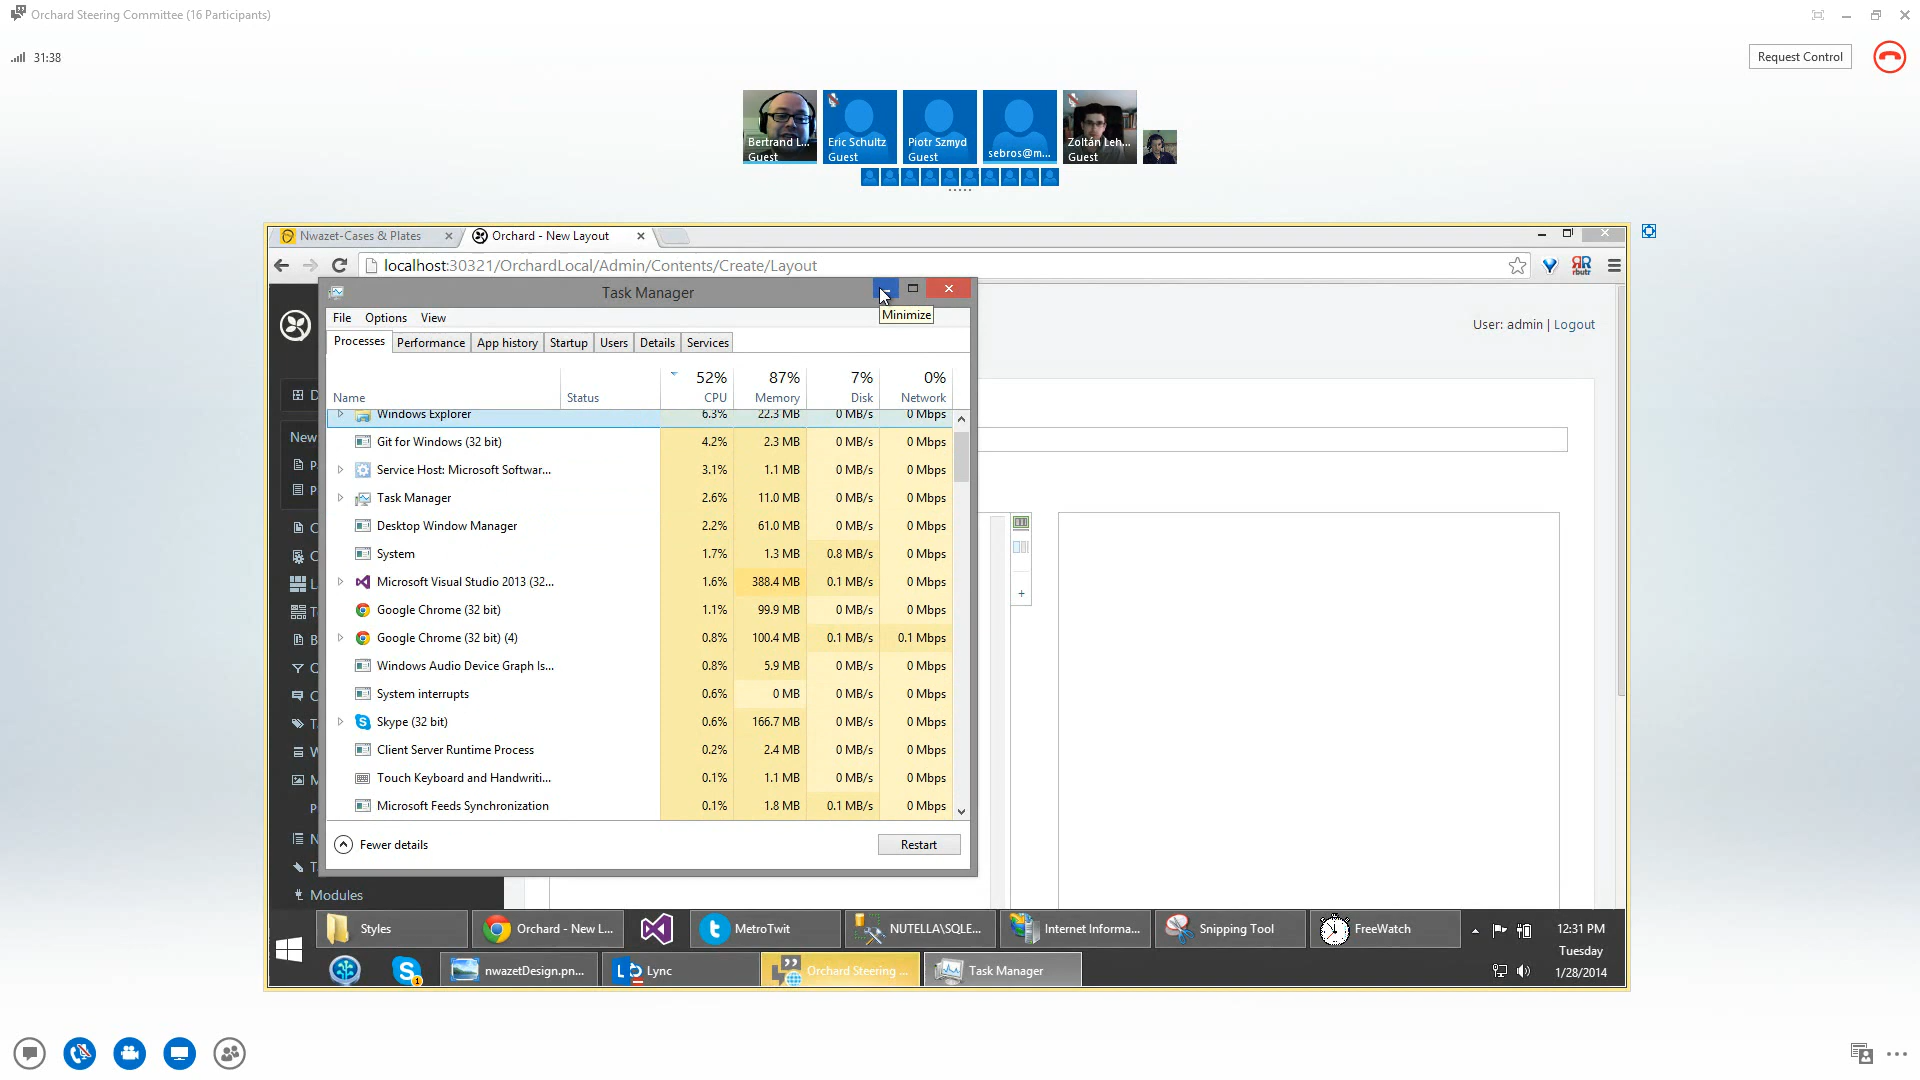 Orchard Steering Committee (16 Participants)
31:38
Request Control
Bertrand L...
Guest
Eric Schultz
Guest
Piotr Szmyd
Guest
sebros@m...
Zoltán Leh...
Guest
Nwazet-Cases & Plates
Orchard - New Layout
localhost:30321/OrchardLocal/Admin/Contents/Create/Layout
rbutr
User: admin | Logout
Task Manager
Minimize
File Options View
Processes Performance App history Startup Users Details Services
52% 87% 7% 0%
Name Status CPU Memory Disk Network
Windows Explorer 6.3% 22.3 MB 0 MB/s 0 Mbps
Git for Windows (32 bit) 4.2% 2.3 MB 0 MB/s 0 Mbps
Service Host: Microsoft Softwar... 3.1% 1.1 MB 0 MB/s 0 Mbps
Task Manager 2.6% 11.0 MB 0 MB/s 0 Mbps
Desktop Window Manager 2.2% 61.0 MB 0 MB/s 0 Mbps
System 1.7% 1.3 MB 0.8 MB/s 0 Mbps
Microsoft Visual Studio 2013 (32... 1.6% 388.4 MB 0.1 MB/s 0 Mbps
Google Chrome (32 bit) 1.1% 99.9 MB 0 MB/s 0 Mbps
Google Chrome (32 bit) (4) 0.8% 100.4 MB 0.1 MB/s 0.1 Mbps
Windows Audio Device Graph Is... 0.8% 5.9 MB 0 MB/s 0 Mbps
System interrupts 0.6% 0 MB 0 MB/s 0 Mbps
Skype (32 bit) 0.6% 166.7 MB 0 MB/s 0 Mbps
Client Server Runtime Process 0.2% 2.4 MB 0 MB/s 0 Mbps
Touch Keyboard and Handwriti... 0.1% 1.1 MB 0 MB/s 0 Mbps
Microsoft Feeds Synchronization 0.1% 1.8 MB 0.1 MB/s 0 Mbps
Fewer details
Restart
New
Modules
Styles
Orchard - New L...
MetroTwit
NUTELLA\SQLE...
Internet Informa...
Snipping Tool
FreeWatch
12:31 PM
Tuesday
1/28/2014
nwazetDesign.pn...
Lync
Orchard Steering ...
Task Manager